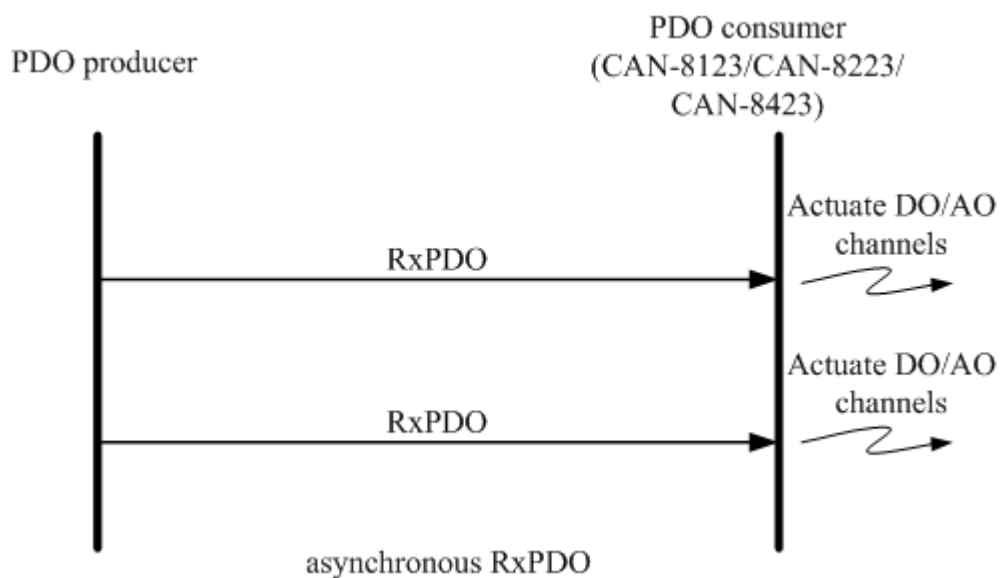 PDO producer
PDO consumer
(CAN-8123/CAN-8223/
CAN-8423)
Actuate DO/AO
channels
RxPDO
Actuate DO/AO
channels
RxPDO
asynchronous RxPDO